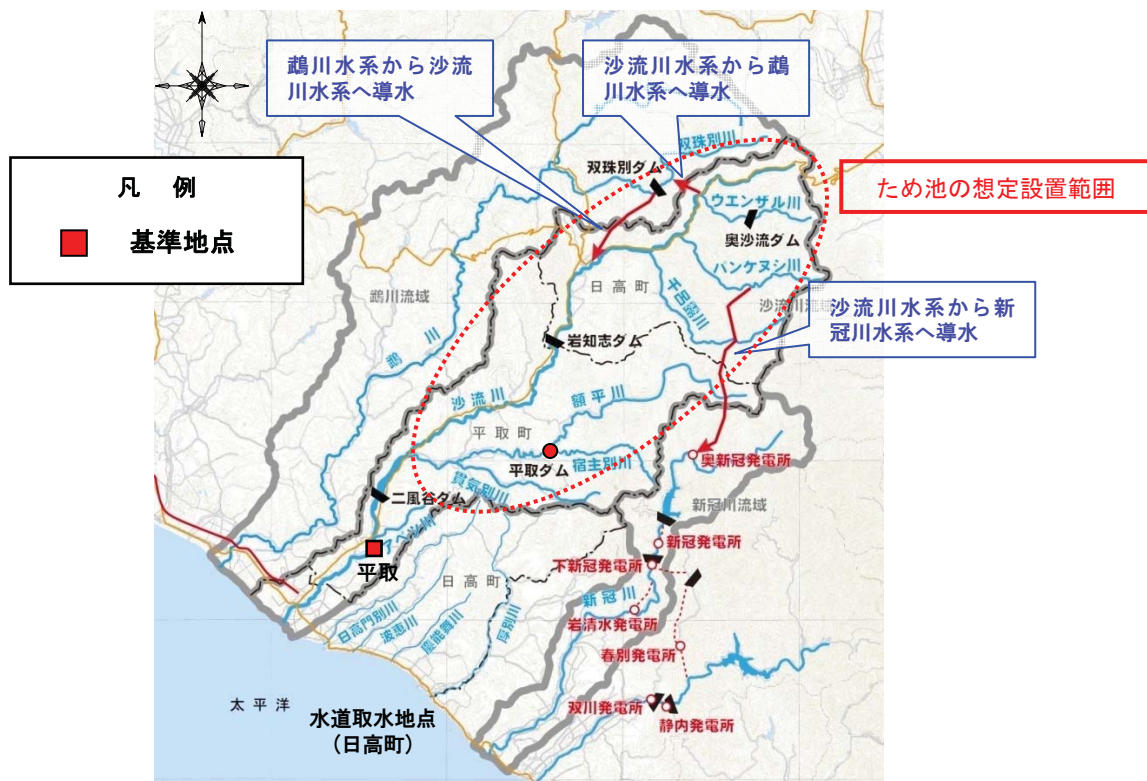 鵡川水系から沙流
川水系へ導水
沙流川水系から鵡
川水系へ導水
凡 例
基準地点
ため池の想定設置範囲
双珠別川
双珠別ダム
ウエンザル川
奥沙流ダム
パンケヌシ川
日高町
千呂露川
沙流川水系から新
冠川水系へ導水
鵡川流域
鵡川
岩知志ダム
沙流川
額平川
平取町
平取ダム
宿主別川
奥新冠発電所
貫気別川
二風谷ダム
新冠川流域
新冠発電所
平取
下新冠発電所
日高町
新冠川
日高門別川
波恵川
慶能舞川
岩清水発電所
春別発電所
太平洋
水道取水地点
(日高町)
双川発電所
静内発電所